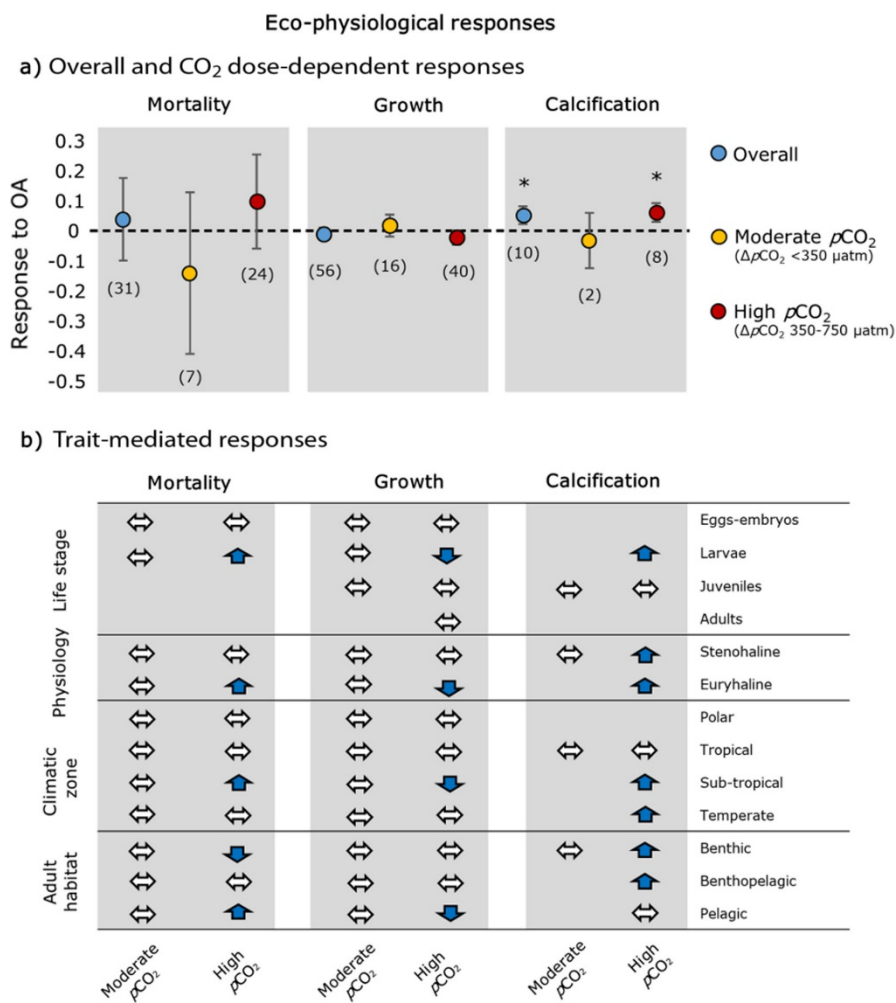 Eco-physiological responses
a) Overall and CO₂ dose-dependent responses
Mortality Growth Calcification
Response to OA
0.3
0.2
0.1
0
-0.1
-0.2
-0.3
-0.4
-0.5
(31) (7) (24)
(56) (16) (40)
* *
(10) (2) (8)
Overall
Moderate pCO₂
(ΔpCO₂ <350 µatm)
High pCO₂
(ΔpCO₂ 350-750 µatm)
b) Trait-mediated responses
Mortality Growth Calcification
Life stage
Eggs-embryos
Larvae
Juveniles
Adults
Physiology
Stenohaline
Euryhaline
Climatic
zone
Polar
Tropical
Sub-tropical
Temperate
Adult
habitat
Benthic
Benthopelagic
Pelagic
Moderate
pCO₂
High
pCO₂
Moderate
pCO₂
High
pCO₂
Moderate
pCO₂
High
pCO₂